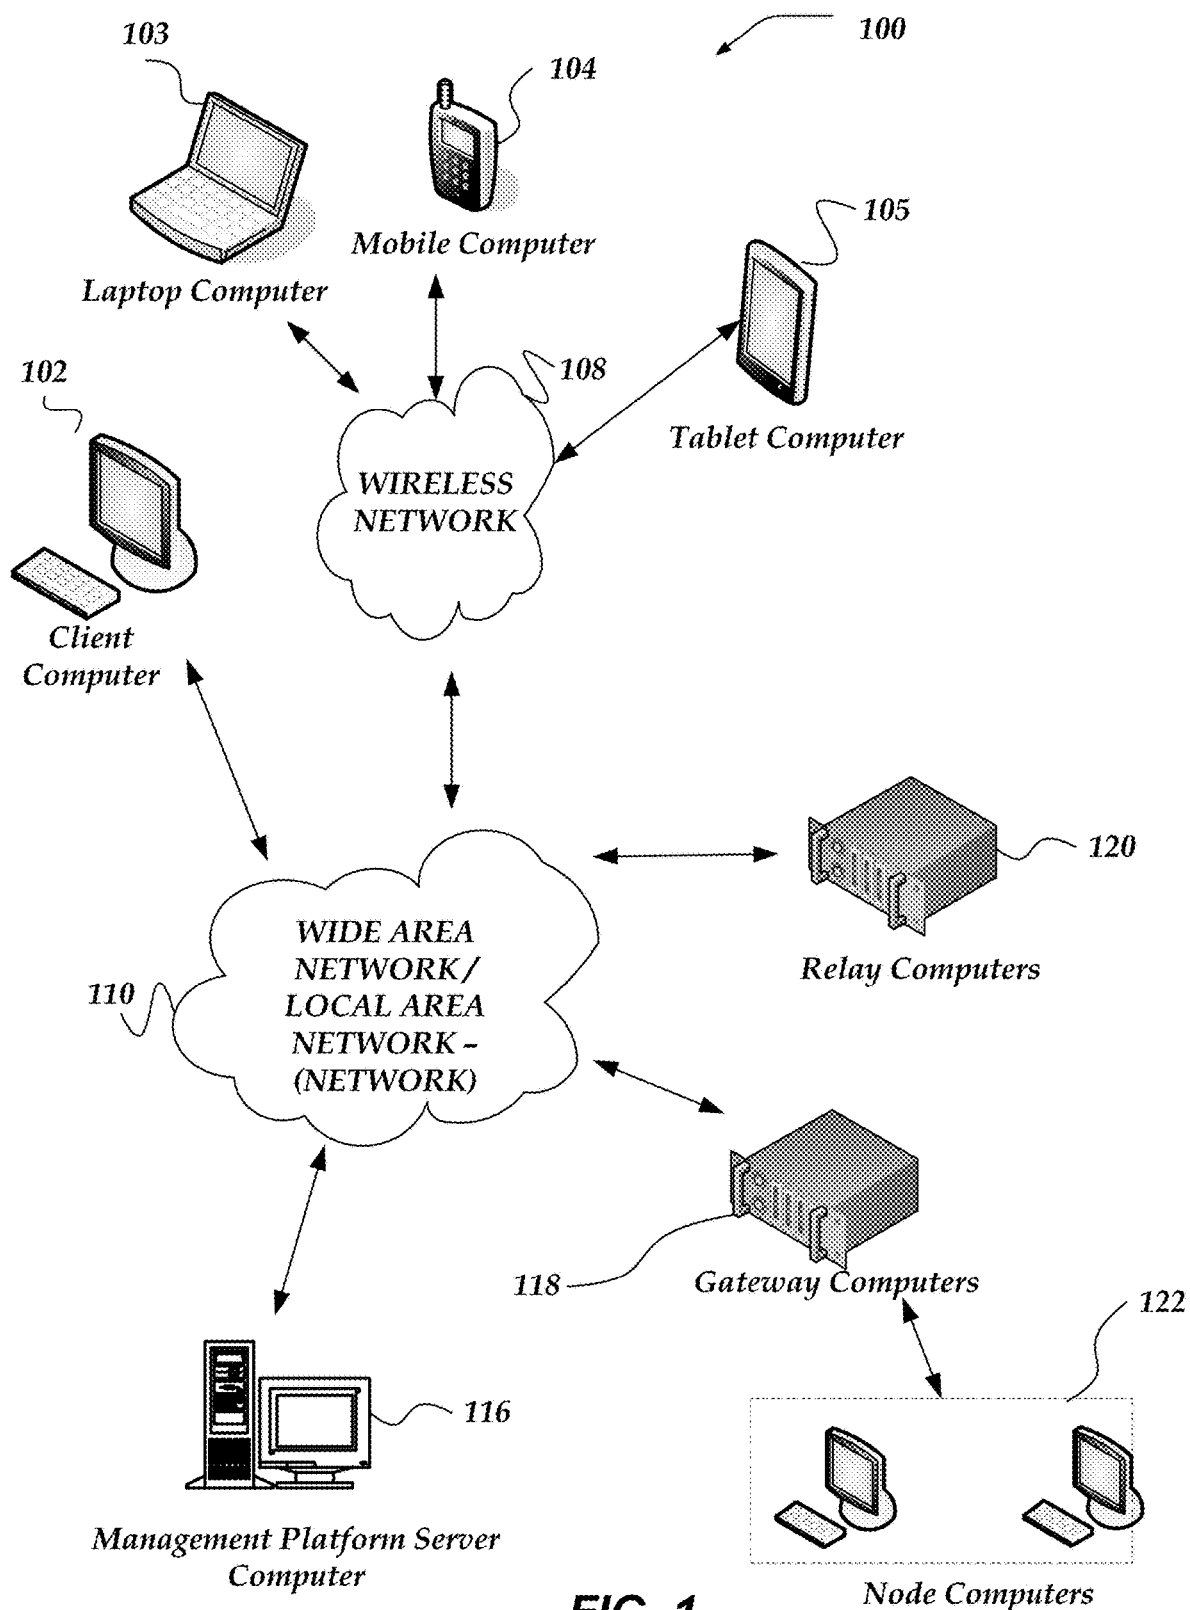 103
100
104
105
Mobile Computer
Laptop Computer
102
108
Tablet Computer
WIRELESS
NETWORK
Client
Computer
120
WIDE AREA
NETWORK /
LOCAL AREA
NETWORK –
(NETWORK)
110
Relay Computers
118
Gateway Computers
122
116
Management Platform Server
Computer
Node Computers
FIG. 1